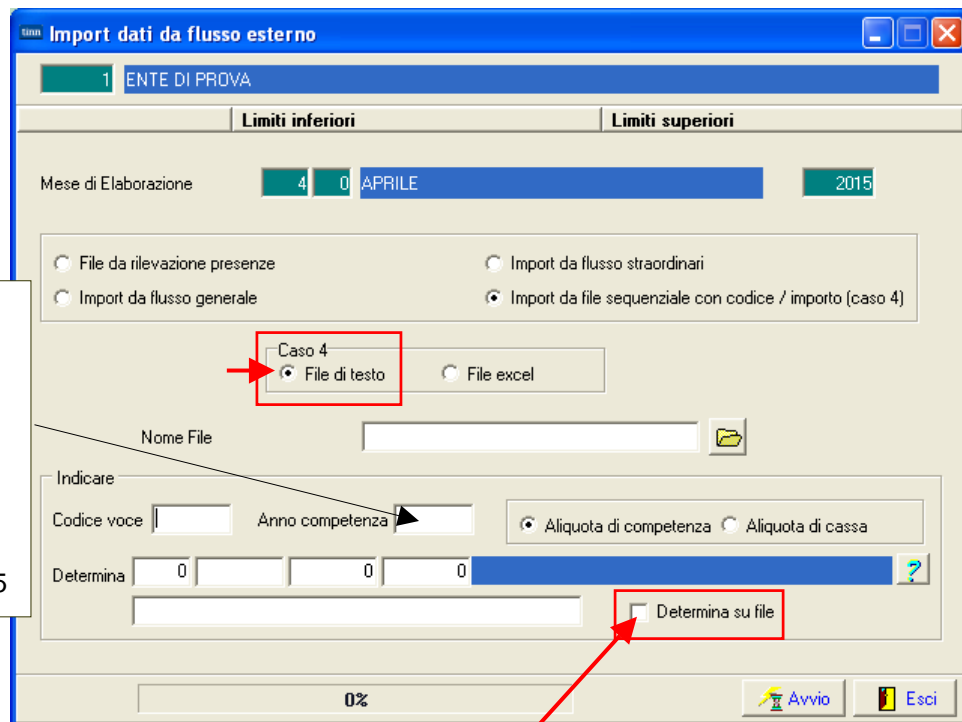 tinn Import dati da flusso esterno
1 ENTE DI PROVA
Limiti inferiori Limiti superiori
Mese di Elaborazione 4 0 APRILE 2015
File da rilevazione presenze Import da flusso straordinari
Import da flusso generale Import da file sequenziale con codice / importo (caso 4)
Caso 4
File di testo File excel
Nome File
Indicare
Codice voce Anno competenza Aliquota di competenza Aliquota di cassa
5 Determina 0 0 0 ?
Determina su file
0% Avvio Esci